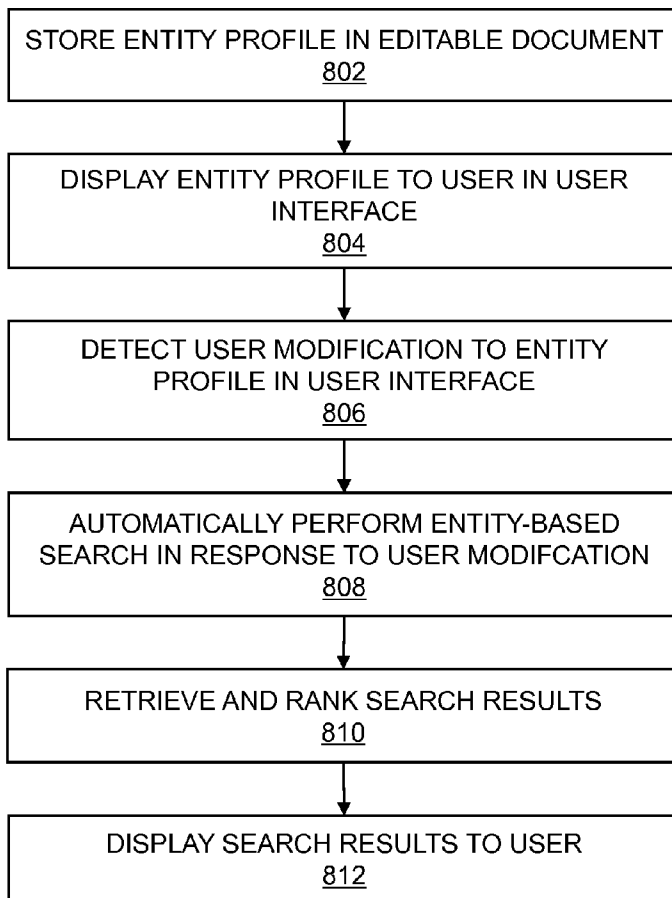 STORE ENTITY PROFILE IN EDITABLE DOCUMENT
802
DISPLAY ENTITY PROFILE TO USER IN USER
INTERFACE
804
DETECT USER MODIFICATION TO ENTITY
PROFILE IN USER INTERFACE
806
AUTOMATICALLY PERFORM ENTITY-BASED
SEARCH IN RESPONSE TO USER MODIFCATION
808
RETRIEVE AND RANK SEARCH RESULTS
810
DISPLAY SEARCH RESULTS TO USER
812